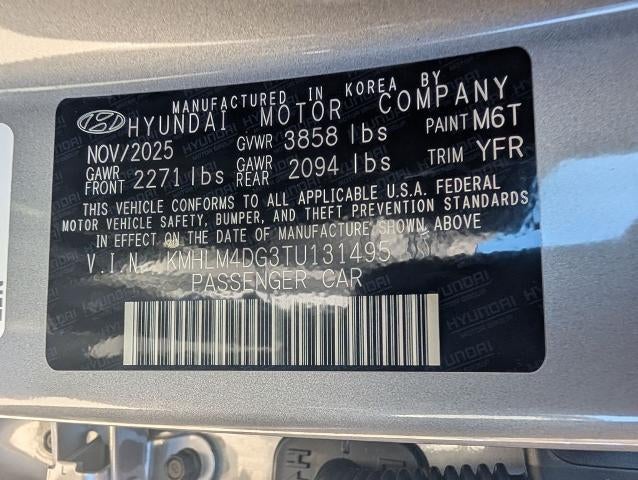 MANUFACTURED IN KOREA BY
HYUNDAI MOTOR COMPANY
NOV/2025 GVWR 3858 lbs PAINT M6T
GAWR FRONT 2271 lbs GAWR REAR 2094 lbs TRIM YFR
THIS VEHICLE CONFORMS TO ALL APPLICABLE U.S.A. FEDERAL
MOTOR VEHICLE SAFETY, BUMPER, AND THEFT PREVENTION STANDARDS
IN EFFECT ON THE DATE OF MANUFACTURE SHOWN ABOVE
V.I.N. KMHLM4DG3TU131495
PASSENGER CAR